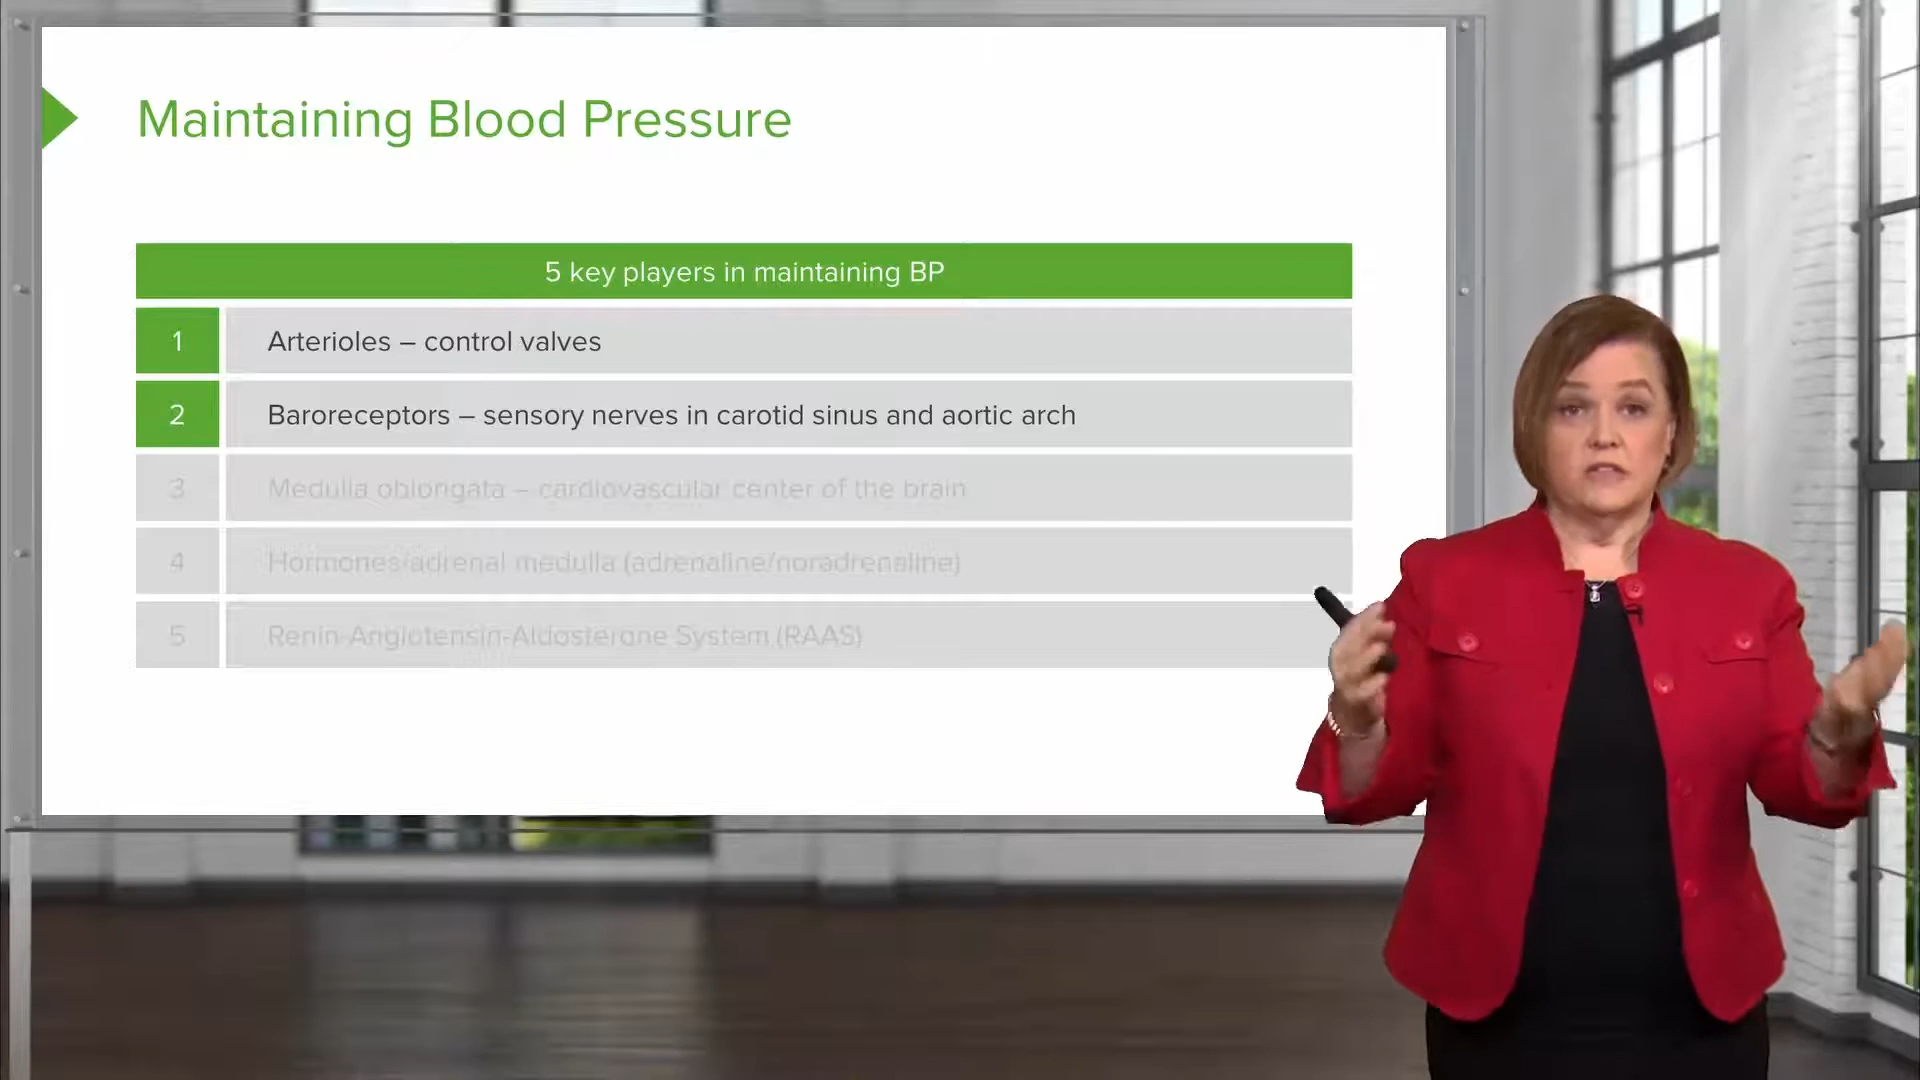 Maintaining Blood Pressure
5 key players in maintaining BP
1 Arterioles – control valves
2 Baroreceptors – sensory nerves in carotid sinus and aortic arch
3 Medulla oblongata – cardiovascular center of the brain
4 Hormones/adrenal medulla (adrenaline/noradrenaline)
5 Renin-Angiotensin-Aldosterone System (RAAS)